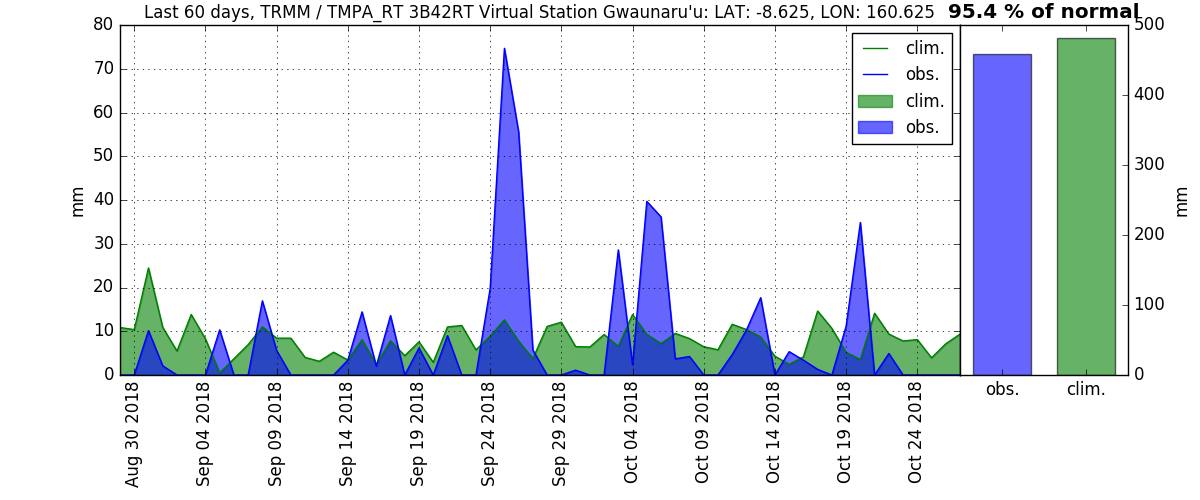 Last 60 days, TRMM / TMPA_RT 3B42RT Virtual Station Gwaunaru'u: LAT: -8.625, LON: 160.625
95.4 % of normal
80
70
60
50
40
30
20
10
0
mm
clim.
obs.
clim.
obs.
Aug 30 2018
Sep 04 2018
Sep 09 2018
Sep 14 2018
Sep 19 2018
Sep 24 2018
Sep 29 2018
Oct 04 2018
Oct 09 2018
Oct 14 2018
Oct 19 2018
Oct 24 2018
500
400
300
200
100
0
mm
obs. clim.